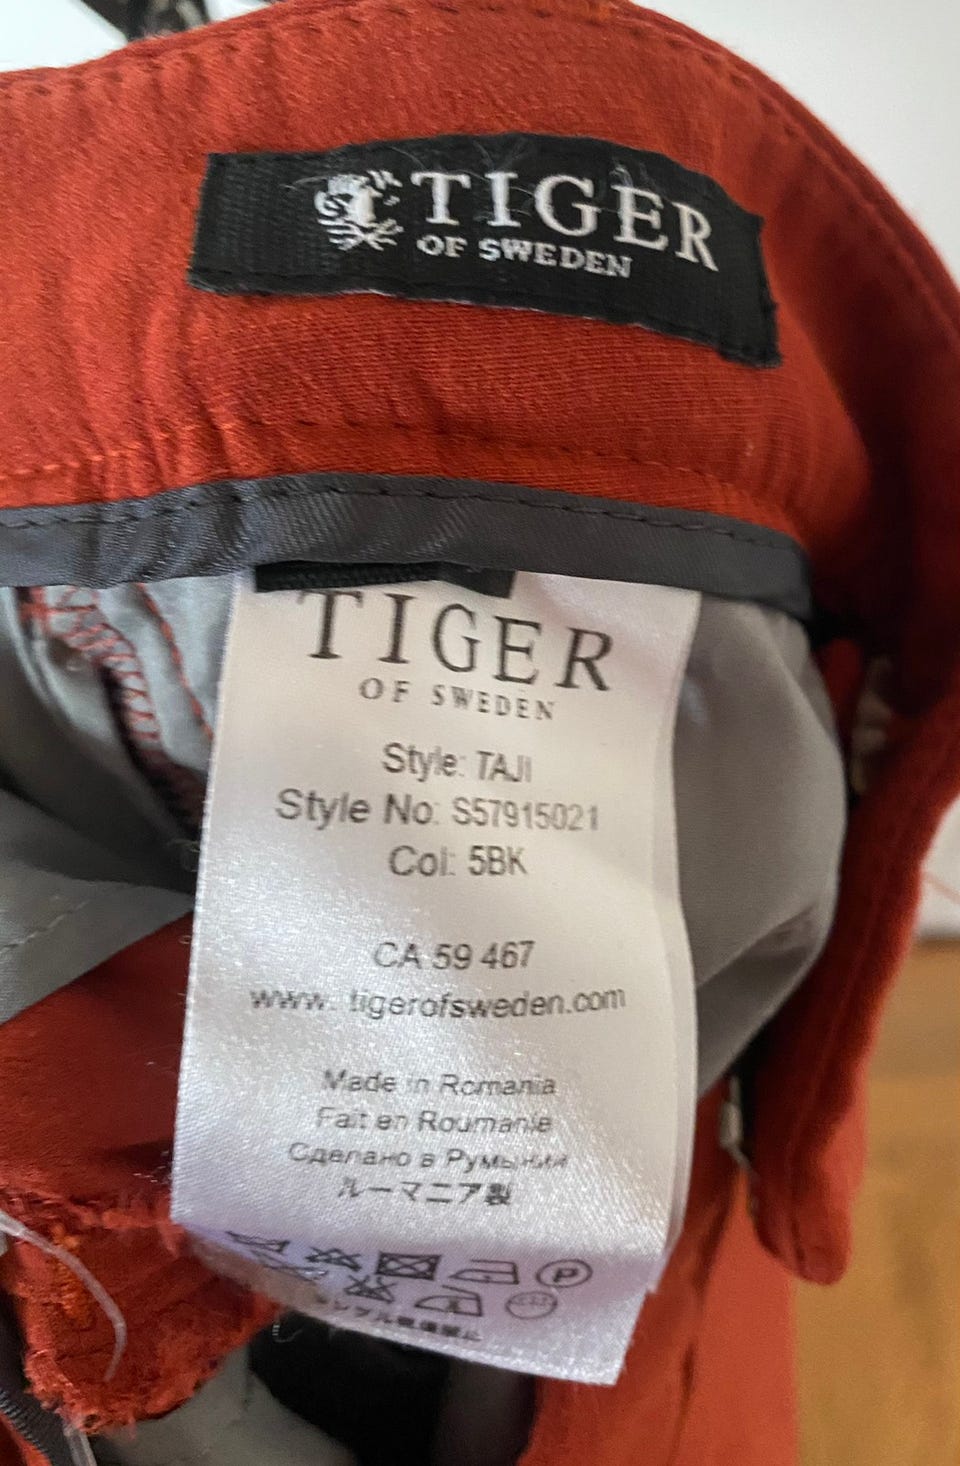 TIGER
OF SWEDEN
TIGER
OF SWEDEN
Style: TAJI
Style No: S57915021
Col: 5BK
CA 59 467
www.tigerofsweden.com
Made in Romania
Fait en Roumanie
Сделано в Румынии
ルーマニア製
P